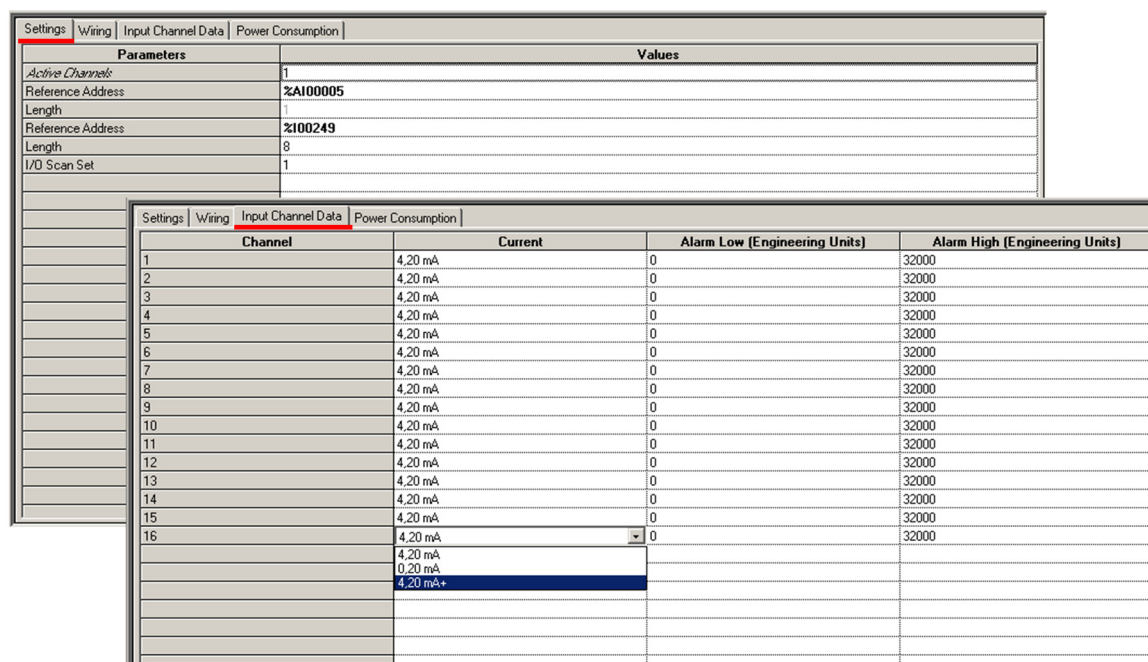 Settings Wiring Input Channel Data Power Consumption
Parameters Values
Active Channels 1
Reference Address %AI00005
Length 1
Reference Address %I00249
Length 8
I/O Scan Set 1
Settings Wiring Input Channel Data Power Consumption
Channel Current Alarm Low (Engineering Units) Alarm High (Engineering Units)
1 4,20 mA 0 32000
2 4,20 mA 0 32000
3 4,20 mA 0 32000
4 4,20 mA 0 32000
5 4,20 mA 0 32000
6 4,20 mA 0 32000
7 4,20 mA 0 32000
8 4,20 mA 0 32000
9 4,20 mA 0 32000
10 4,20 mA 0 32000
11 4,20 mA 0 32000
12 4,20 mA 0 32000
13 4,20 mA 0 32000
14 4,20 mA 0 32000
15 4,20 mA 0 32000
16 4,20 mA 0 32000
4,20 mA
0,20 mA
4,20 mA+